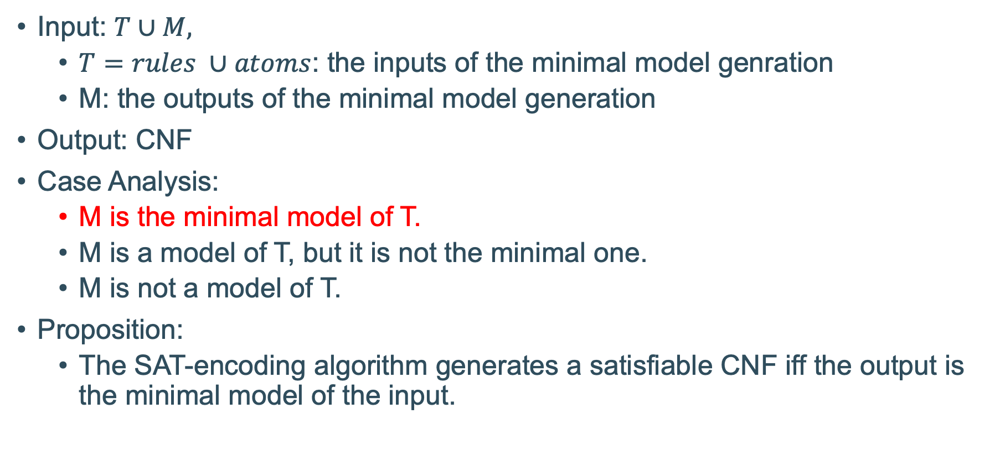 • Input: 𝑇 ∪ 𝑀,
• 𝑇 = 𝑟𝑢𝑙𝑒𝑠 ∪ 𝑎𝑡𝑜𝑚𝑠: the inputs of the minimal model genration
• M: the outputs of the minimal model generation
• Output: CNF
• Case Analysis:
• M is the minimal model of T.
• M is a model of T, but it is not the minimal one.
• M is not a model of T.
• Proposition:
• The SAT-encoding algorithm generates a satisfiable CNF iff the output is
the minimal model of the input.